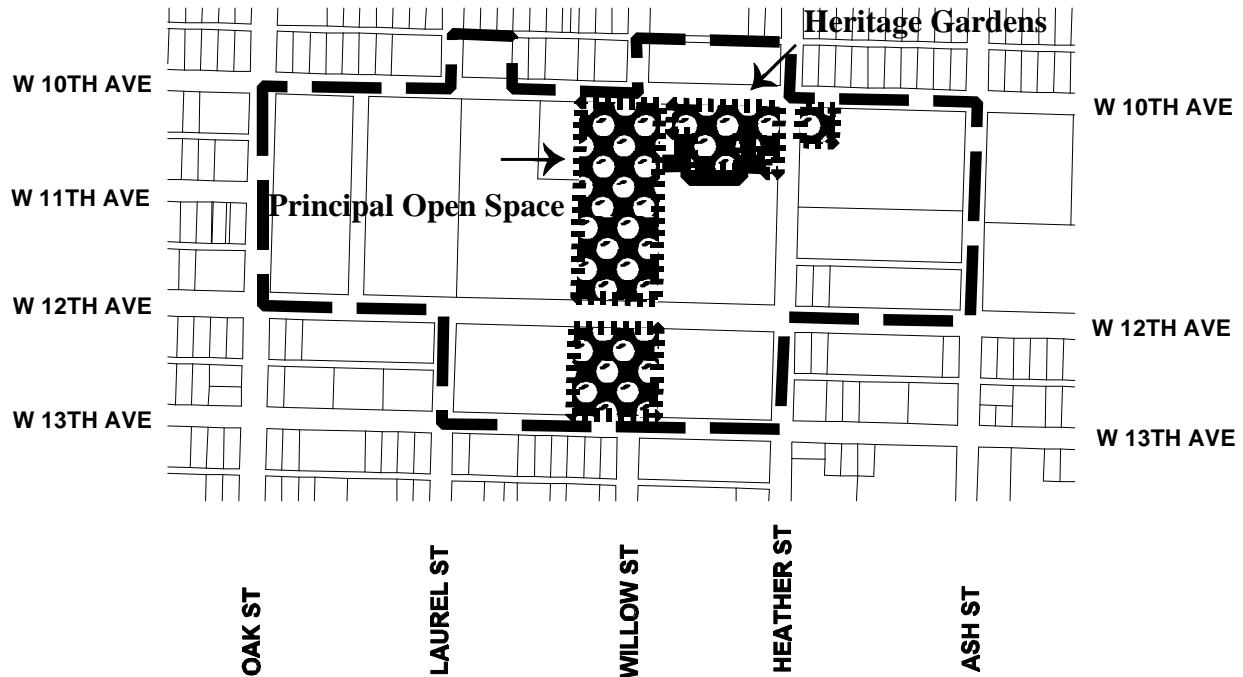 Heritage Gardens
W 10TH AVE
W 10TH AVE
W 11TH AVE
Principal Open Space
W 12TH AVE
W 12TH AVE
W 13TH AVE
W 13TH AVE
OAK ST
LAUREL ST
WILLOW ST
HEATHER ST
ASH ST